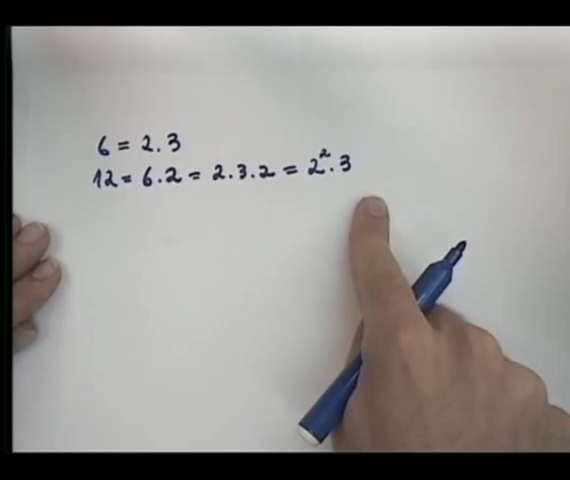 6 = 2.3
12 = 6.2 = 2.3.2 = 2².3